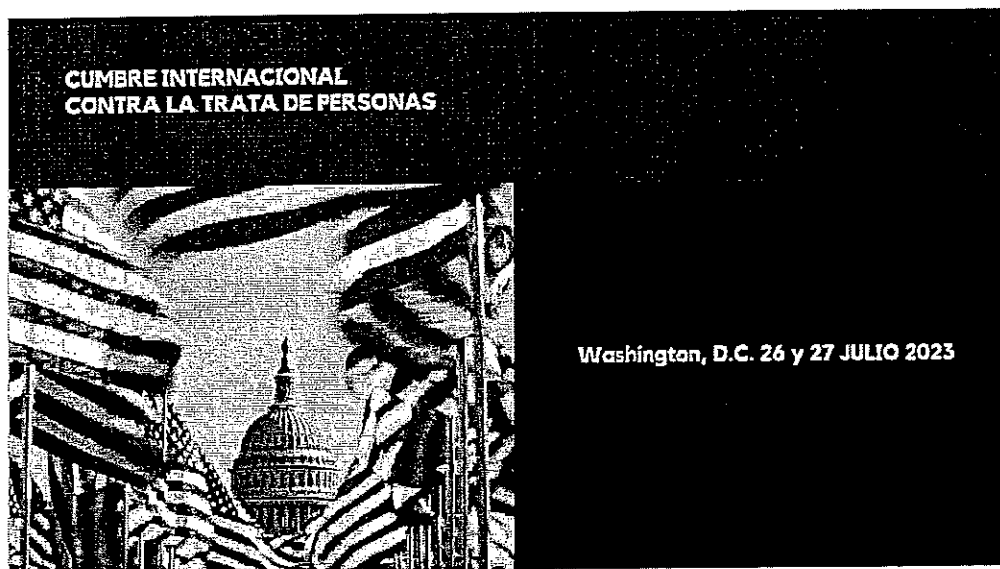 CUMBRE INTERNACIONAL
CONTRA LA TRATA DE PERSONAS
Washington, D.C. 26 y 27 JULIO 2023